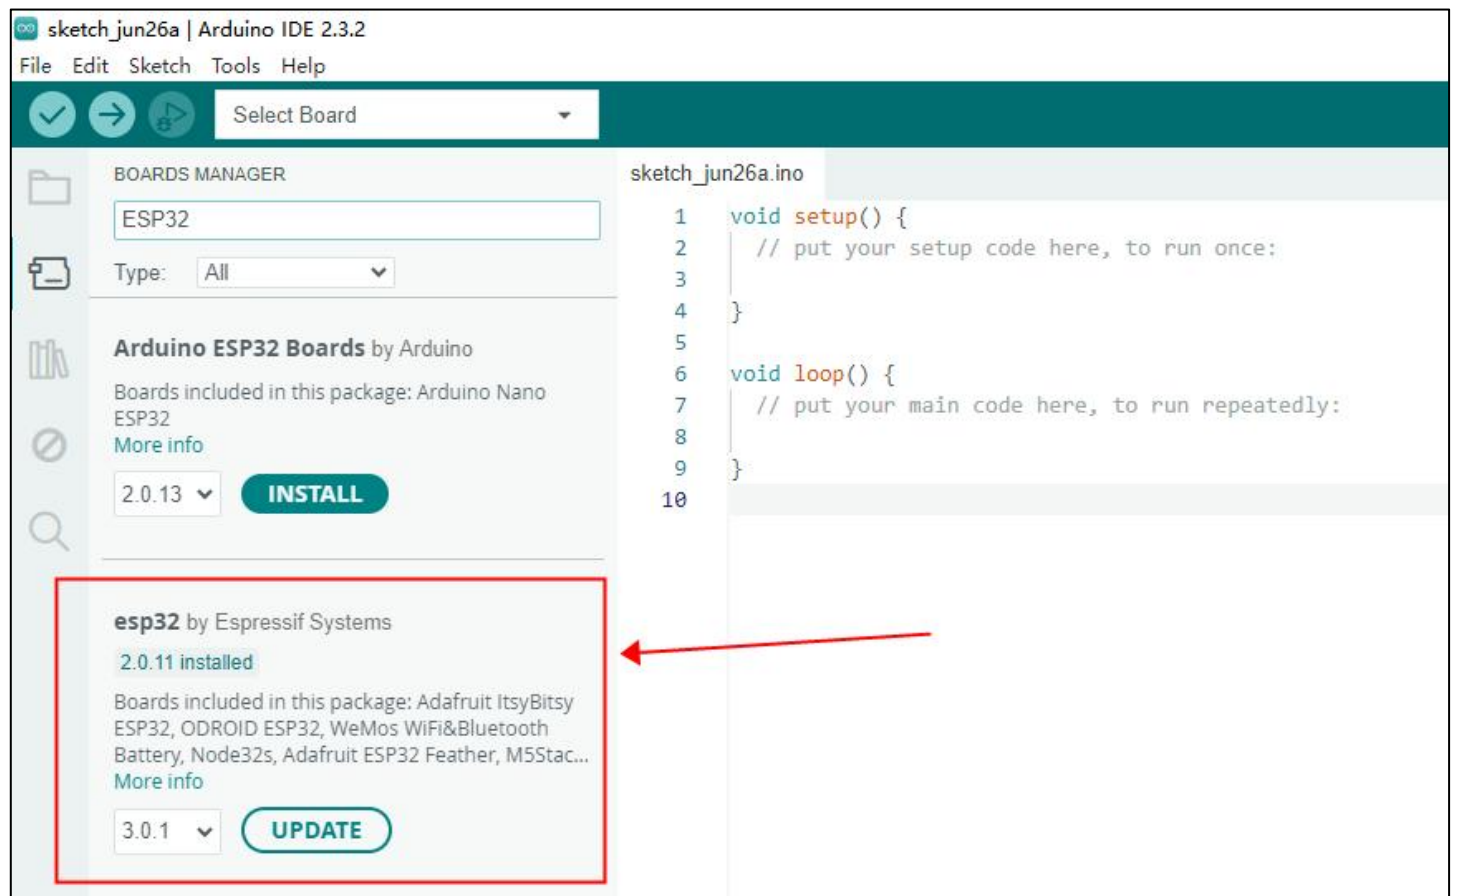 sketch_jun26a | Arduino IDE 2.3.2
File Edit Sketch Tools Help
Select Board
BOARDS MANAGER
ESP32
Type: All
Arduino ESP32 Boards by Arduino
Boards included in this package: Arduino Nano
ESP32
More info
2.0.13 INSTALL
esp32 by Espressif Systems
2.0.11 installed
Boards included in this package: Adafruit ItsyBitsy
ESP32, ODROID ESP32, WeMos WiFi&Bluetooth
Battery, Node32s, Adafruit ESP32 Feather, M5Stac...
More info
3.0.1 UPDATE
sketch_jun26a.ino
1 void setup() {
2 // put your setup code here, to run once:
3
4 }
5
6 void loop() {
7 // put your main code here, to run repeatedly:
8
9 }
10